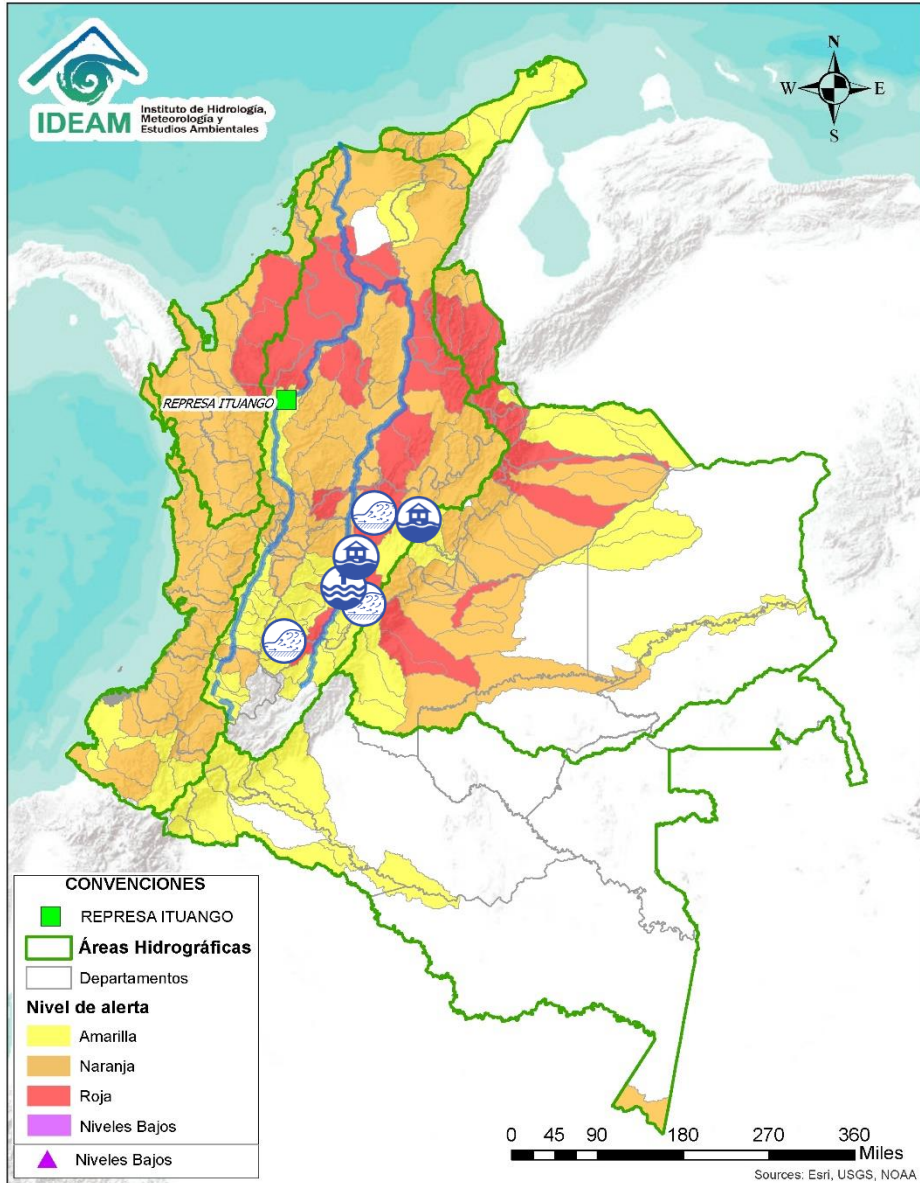 IDEAM
Instituto de Hidrología,
Meteorología y
Estudios Ambientales
N
W
E
S
REPRESA ITUANGO
CONVENCIONES
REPRESA ITUANGO
Áreas Hidrográficas
Departamentos
Nivel de alerta
Amarilla
Naranja
Roja
Niveles Bajos
Niveles Bajos
0 45 90 180 270 360
Miles
Sources: Esri, USGS, NOAA